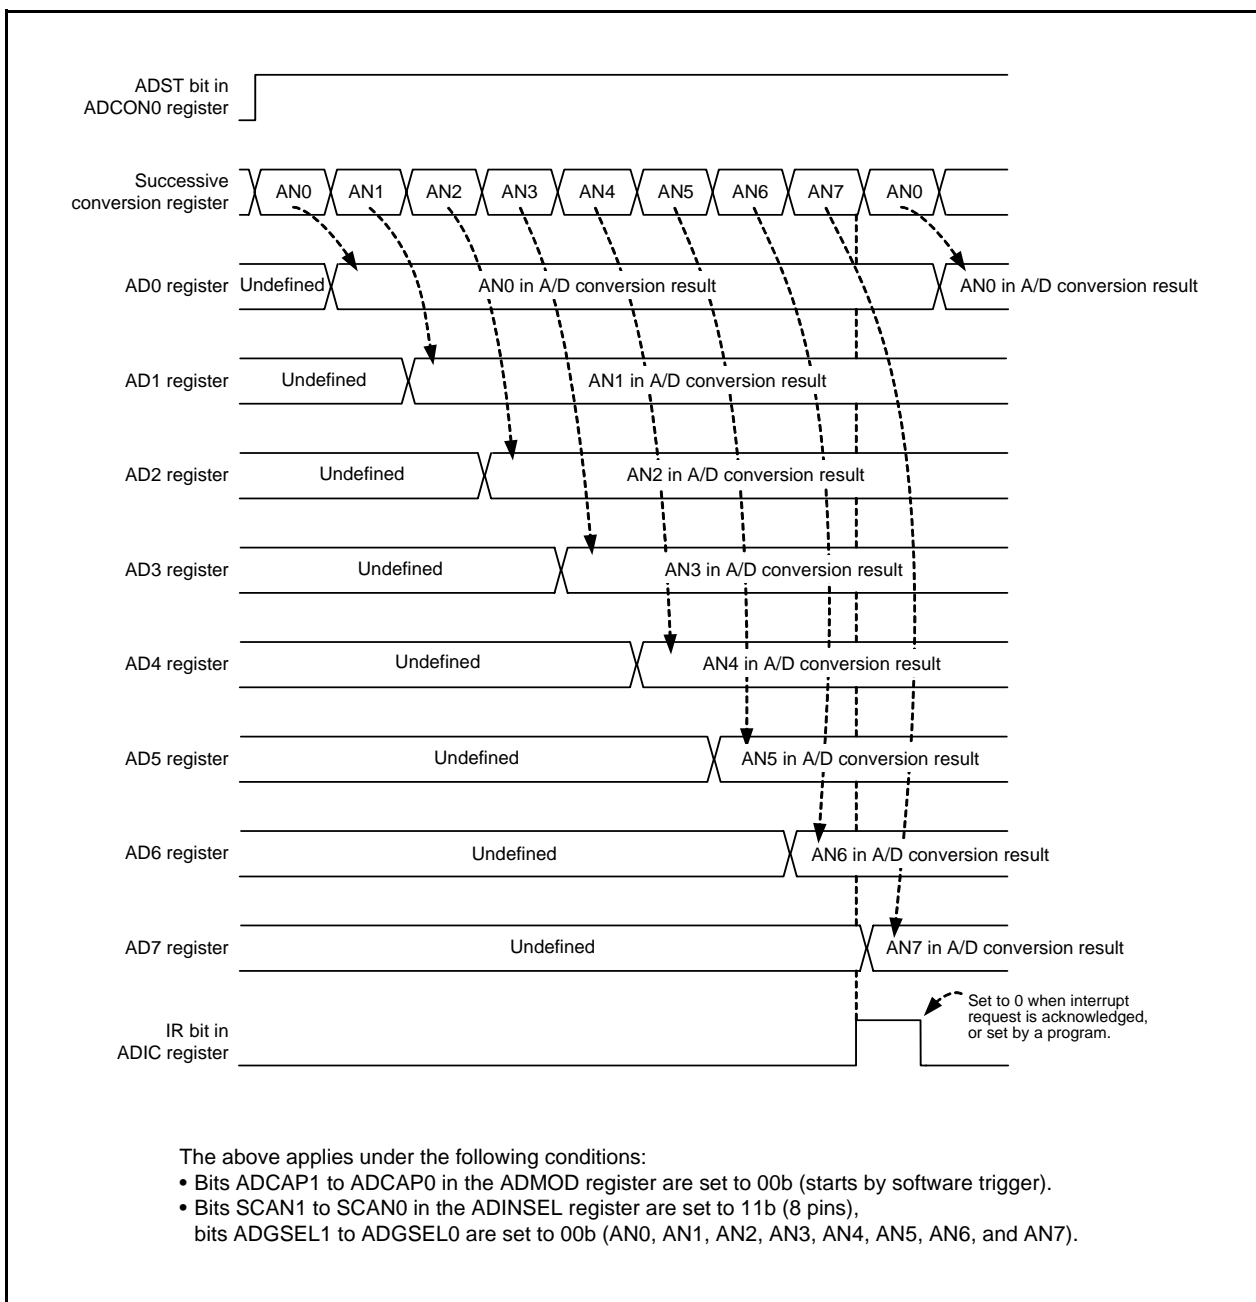 ADST bit in
ADCON0 register
Successive
conversion register
AN0 AN1 AN2 AN3 AN4 AN5 AN6 AN7 AN0
AD0 register Undefined AN0 in A/D conversion result AN0 in A/D conversion result
AD1 register Undefined AN1 in A/D conversion result
AD2 register Undefined AN2 in A/D conversion result
AD3 register Undefined AN3 in A/D conversion result
AD4 register Undefined AN4 in A/D conversion result
AD5 register Undefined AN5 in A/D conversion result
AD6 register Undefined AN6 in A/D conversion result
AD7 register Undefined AN7 in A/D conversion result
IR bit in
ADIC register
Set to 0 when interrupt
request is acknowledged,
or set by a program.
The above applies under the following conditions:
• Bits ADCAP1 to ADCAP0 in the ADMOD register are set to 00b (starts by software trigger).
• Bits SCAN1 to SCAN0 in the ADINSEL register are set to 11b (8 pins),
bits ADGSEL1 to ADGSEL0 are set to 00b (AN0, AN1, AN2, AN3, AN4, AN5, AN6, and AN7).